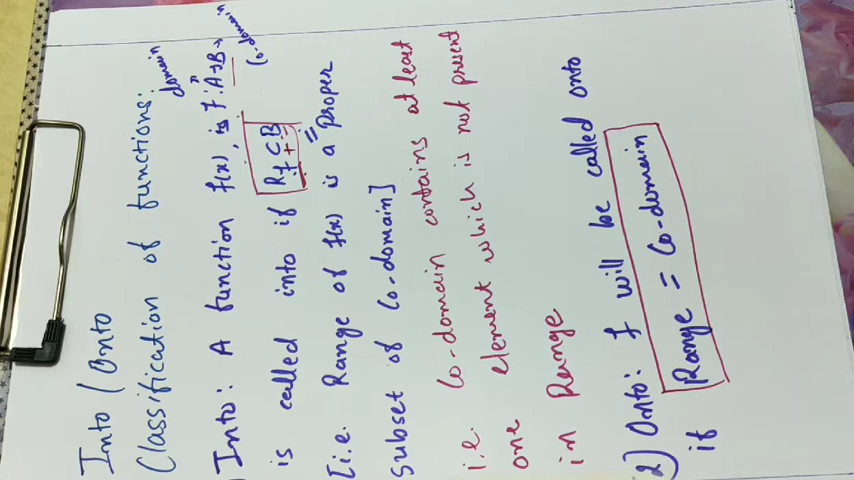 Into / Onto
Classification of functions:
domain
Into: A function f(x), is f: A→B→
Co-domain
is called into if R_f ⊂ B
[i.e. Range of f(x) is a proper
subset of Co-domain]
i.e. Co-domain contains at least
one element which is not present
in Range
2) Onto: f will be called onto
if Range = Co-domain